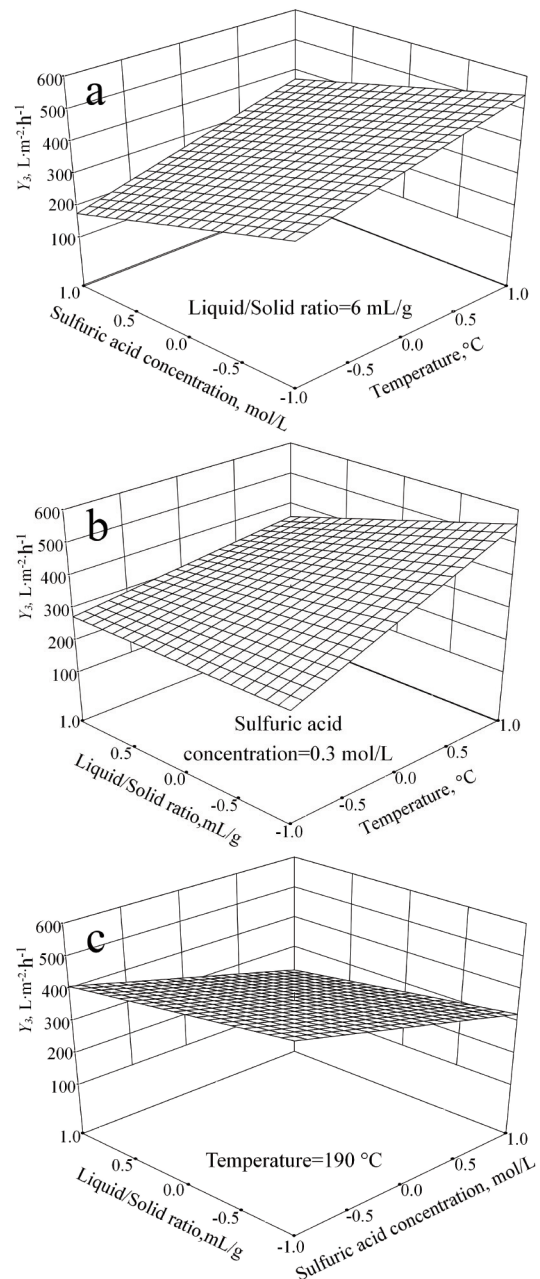 a
600
500
400
300
200
100
Y3, L·m-2·h-1
1.0
0.5
0.0
-0.5
-1.0
Sulfuric acid concentration, mol/L
Liquid/Solid ratio=6 mL/g
1.0
0.5
0.0
-0.5
Temperature,°C
b
600
500
400
300
200
100
Y3, L·m-2·h-1
1.0
0.5
0.0
-0.5
-1.0
Liquid/Solid ratio,mL/g
Sulfuric acid
concentration=0.3 mol/L
1.0
0.5
0.0
-0.5
Temperature, °C
c
600
500
400
300
200
100
Y3, L·m-2·h-1
1.0
0.5
0.0
-0.5
-1.0
Liquid/Solid ratio,mL/g
Temperature=190 °C
1.0
0.5
0.0
-0.5
Sulfuric acid concentration, mol/L